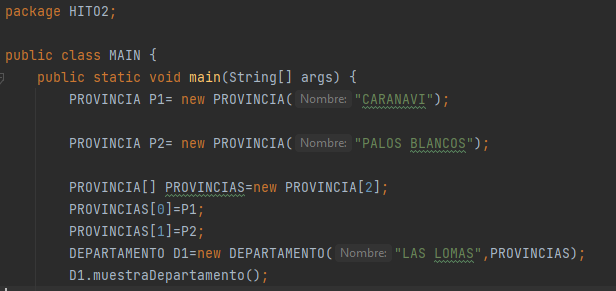 package HITO2;
public class MAIN {
public static void main(String[] args) {
PROVINCIA P1= new PROVINCIA( Nombre: "CARANAVI");
PROVINCIA P2= new PROVINCIA( Nombre: "PALOS BLANCOS");
PROVINCIA[] PROVINCIAS=new PROVINCIA[2];
PROVINCIAS[0]=P1;
PROVINCIAS[1]=P2;
DEPARTAMENTO D1=new DEPARTAMENTO( Nombre: "LAS LOMAS",PROVINCIAS);
D1.muestraDepartamento();